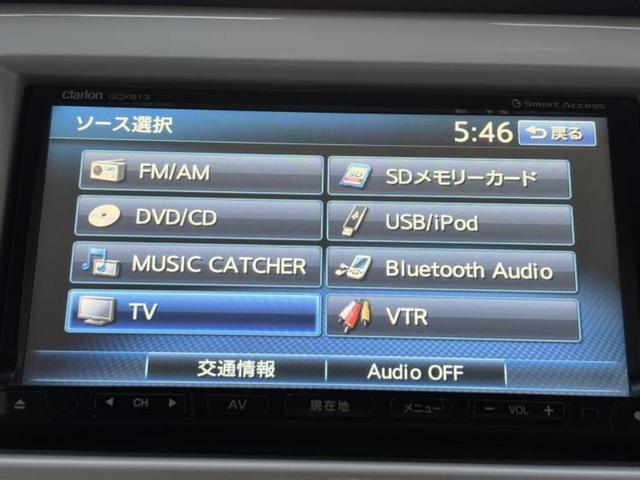 clarion GCX613
Smart Access
ソース選択
5:46 戻る
FM/AM
SDメモリーカード
DVD/CD
USB/iPod
MUSIC CATCHER
Bluetooth Audio
TV
VTR
交通情報
Audio OFF
CH
AV
現在地
メニュー
− VOL +